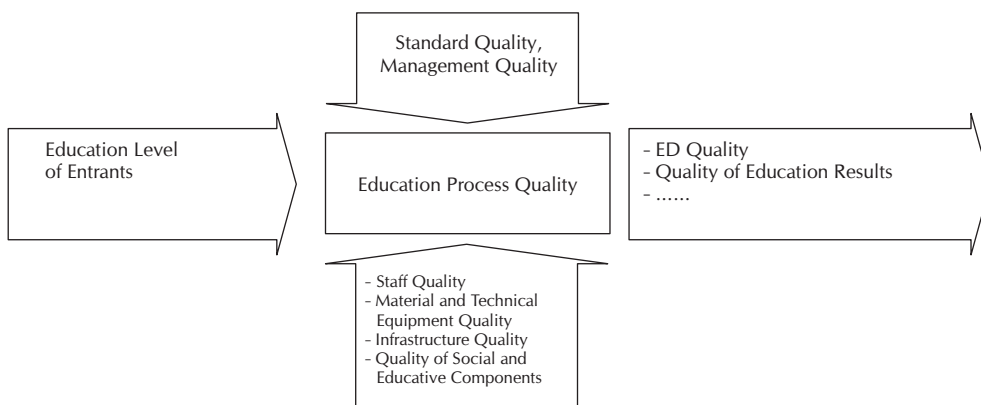 Standard Quality,
Management Quality
Education Level
of Entrants
Education Process Quality
- ED Quality
- Quality of Education Results
- ......
- Staff Quality
- Material and Technical
Equipment Quality
- Infrastructure Quality
- Quality of Social and
Educative Components